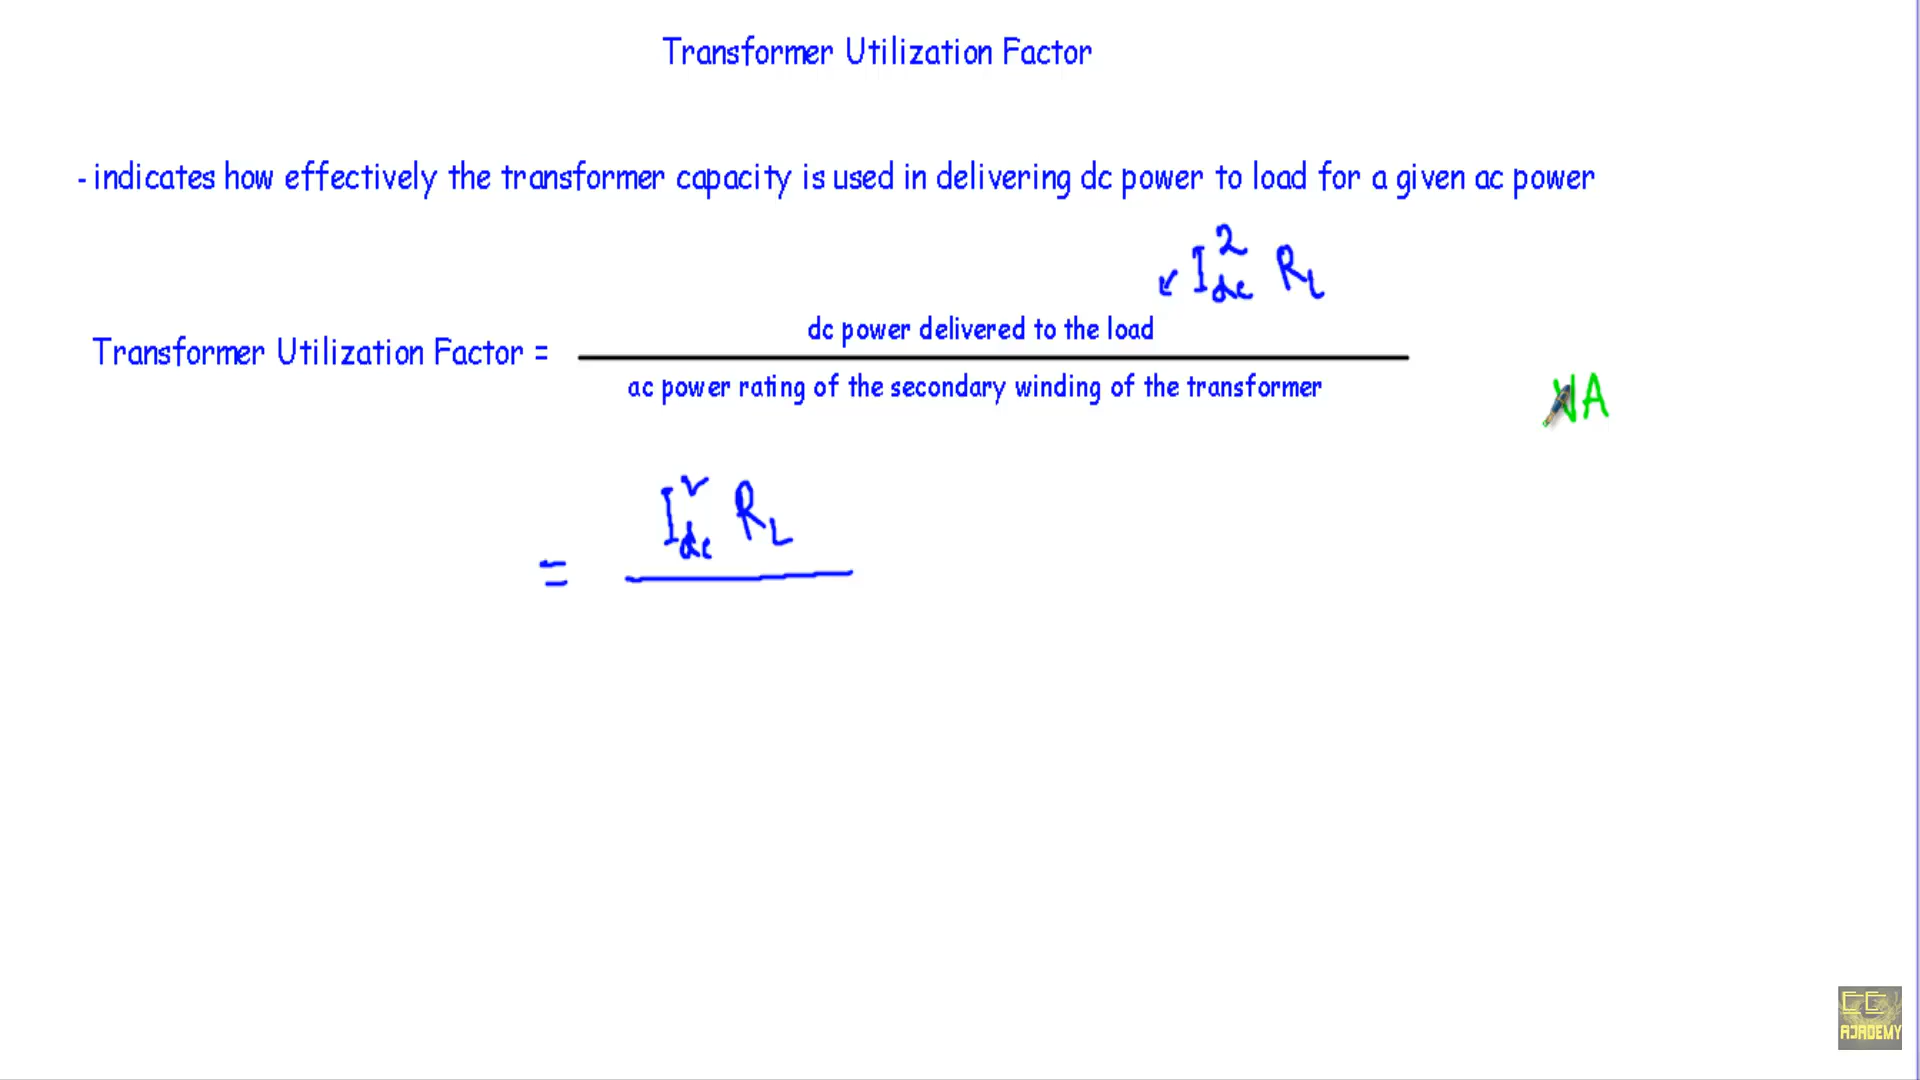 Transformer Utilization Factor
- indicates how effectively the transformer capacity is used in delivering dc power to load for a given ac power
I²dc RL
dc power delivered to the load
Transformer Utilization Factor =
ac power rating of the secondary winding of the transformer
VA
I²dc RL
=
EE
ACADEMY